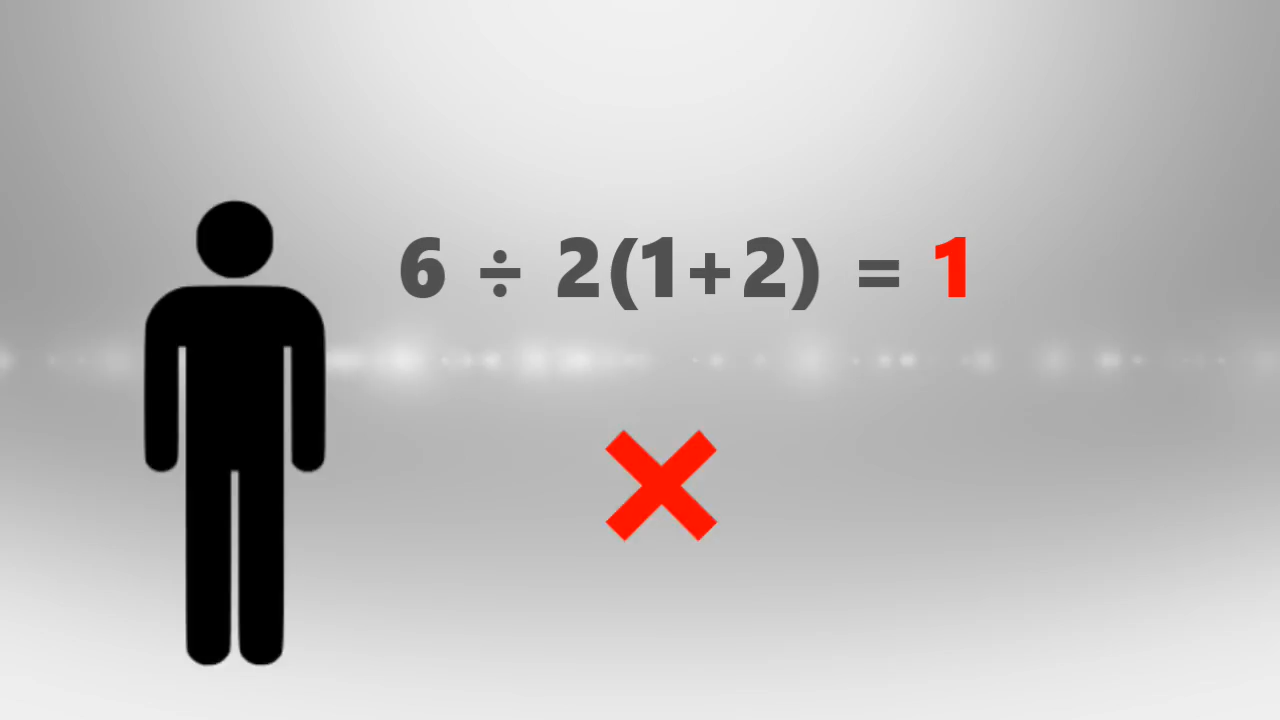 6 ÷ 2(1+2) = 1